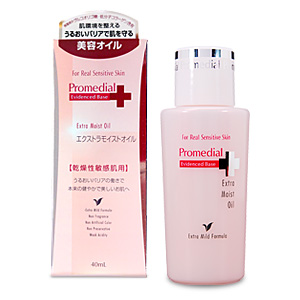 肌環境を整える
うるおいバリアで肌を守る
美容オイル
For Real Sensitive Skin
Promedial
Evidenced Base
Extra Moist Oil
エクストラモイストオイル
【乾燥性敏感肌用】
うるおいバリアの働きで
本来の健やかで美しいお肌へ
Extra Mild Formula
Non Fragrance
Non Artificial Color
Non Preservative
Weak Acidity
40mL
For Real Sensitive Skin
Promedial
Evidenced Base
Extra
Moist
Oil
Extra Mild Formula